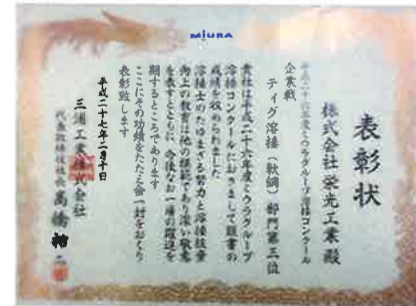 miura
表彰状
平成二十六年度ミウラグループ溶接コンクール
株式会社栄光工業殿
企業戦
ティグ溶接(軟鋼)部門第三位
貴社は平成二十六年度ミウラグループ
溶接コンクールにおきまして頭書の
成績を収められました
溶接士のたゆまざる努力と溶接技量
向上の教育は他の模範であり深い敬意
を表すとともに今後なお一層の躍進を
期するところであります
ここにその功績をたたえ金一封をおくり
表彰致します
平成二十七年二月十日
三浦工業株式会社
代表取締役社長 高橋祐二